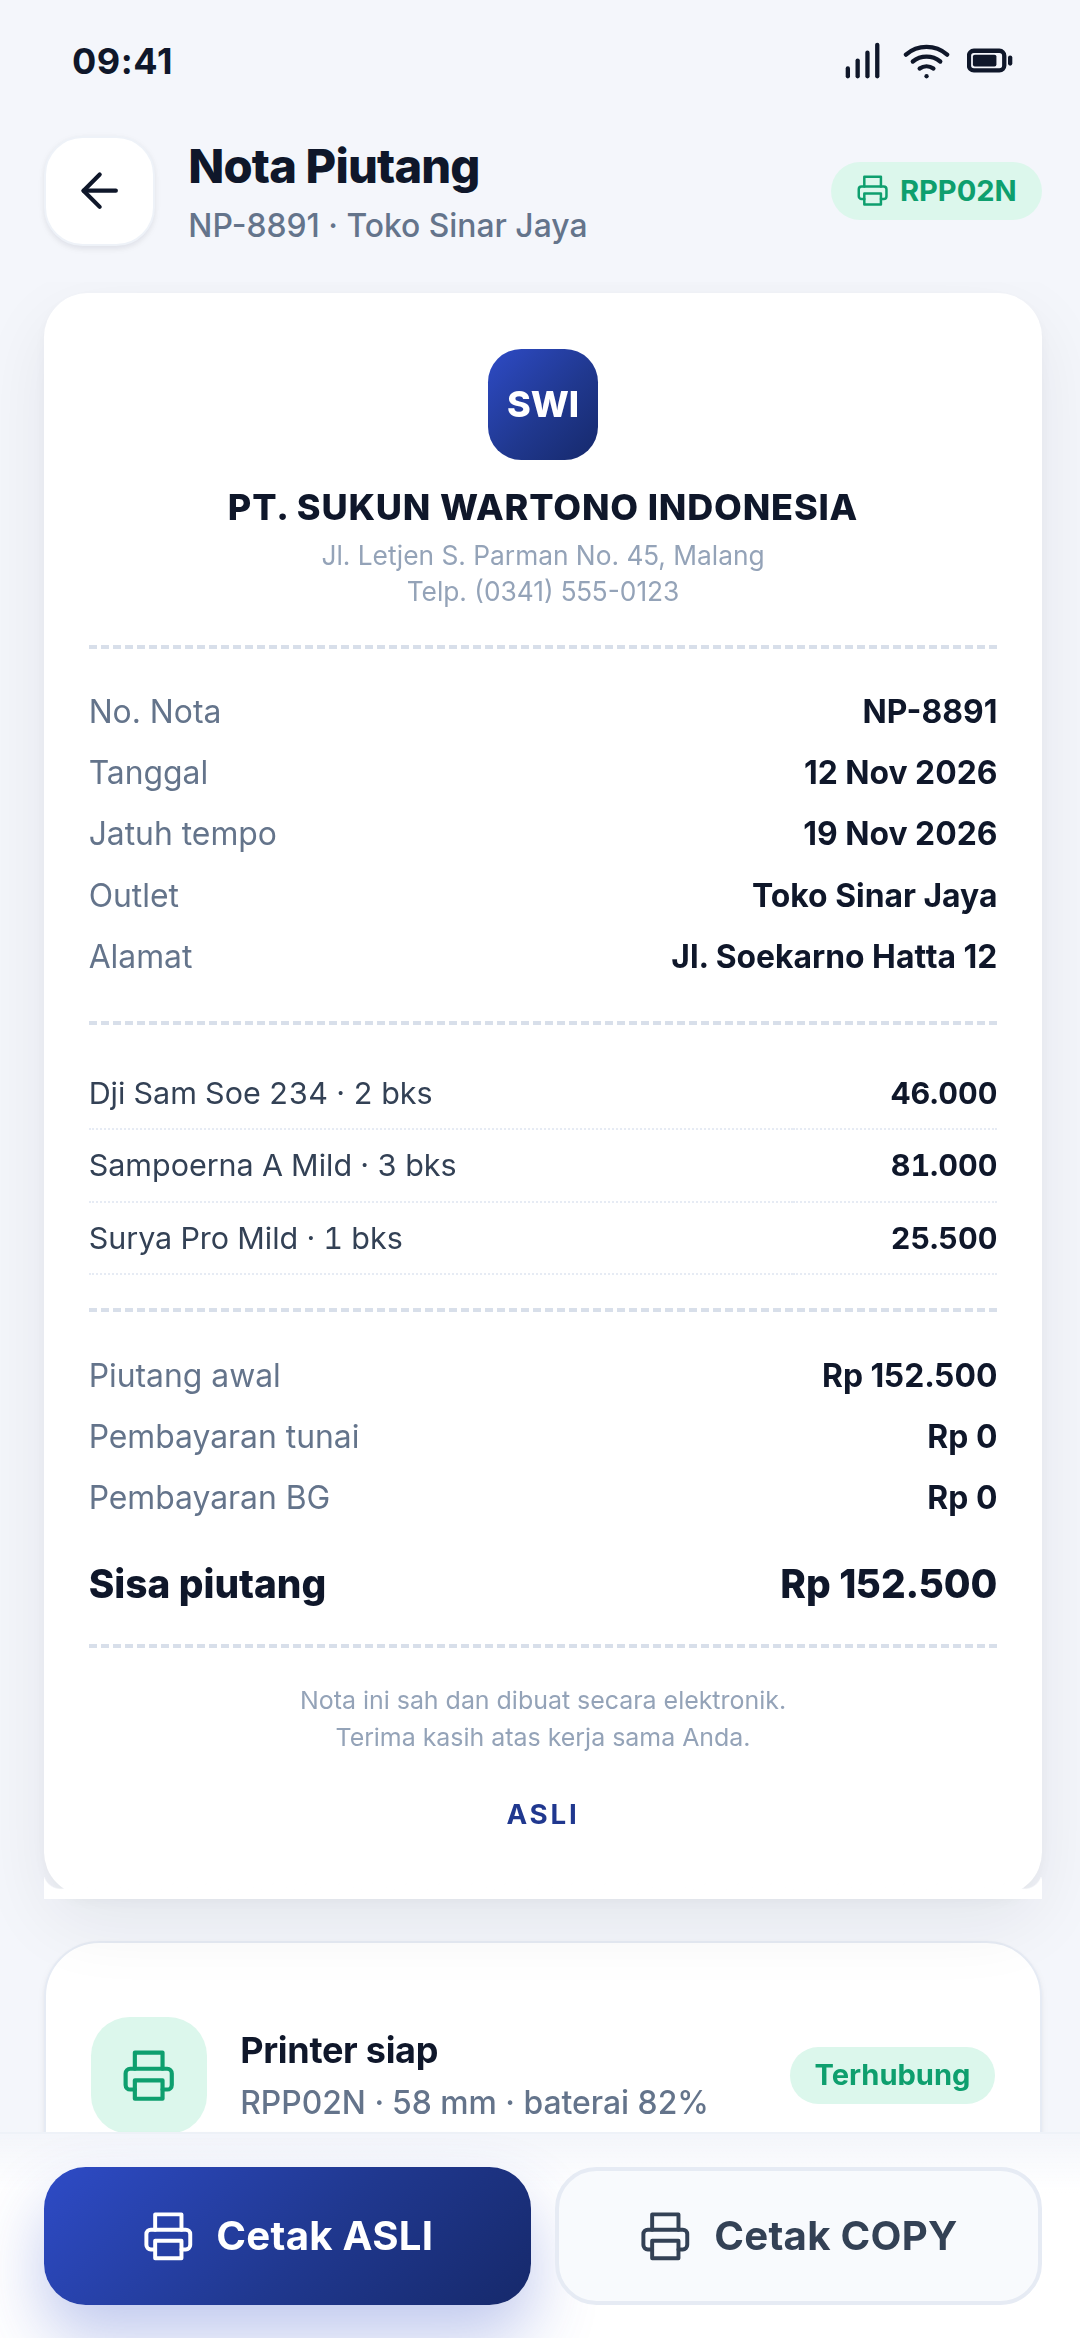 09:41
Nota Piutang
NP-8891 · Toko Sinar Jaya
RPP02N
SWI
PT. SUKUN WARTONO INDONESIA
Jl. Letjen S. Parman No. 45, Malang
Telp. (0341) 555-0123
No. Nota NP-8891
Tanggal 12 Nov 2026
Jatuh tempo 19 Nov 2026
Outlet Toko Sinar Jaya
Alamat Jl. Soekarno Hatta 12
Dji Sam Soe 234 · 2 bks 46.000
Sampoerna A Mild · 3 bks 81.000
Surya Pro Mild · 1 bks 25.500
Piutang awal Rp 152.500
Pembayaran tunai Rp 0
Pembayaran BG Rp 0
Sisa piutang Rp 152.500
Nota ini sah dan dibuat secara elektronik.
Terima kasih atas kerja sama Anda.
ASLI
Printer siap
RPP02N · 58 mm · baterai 82%
Terhubung
Cetak ASLI
Cetak COPY